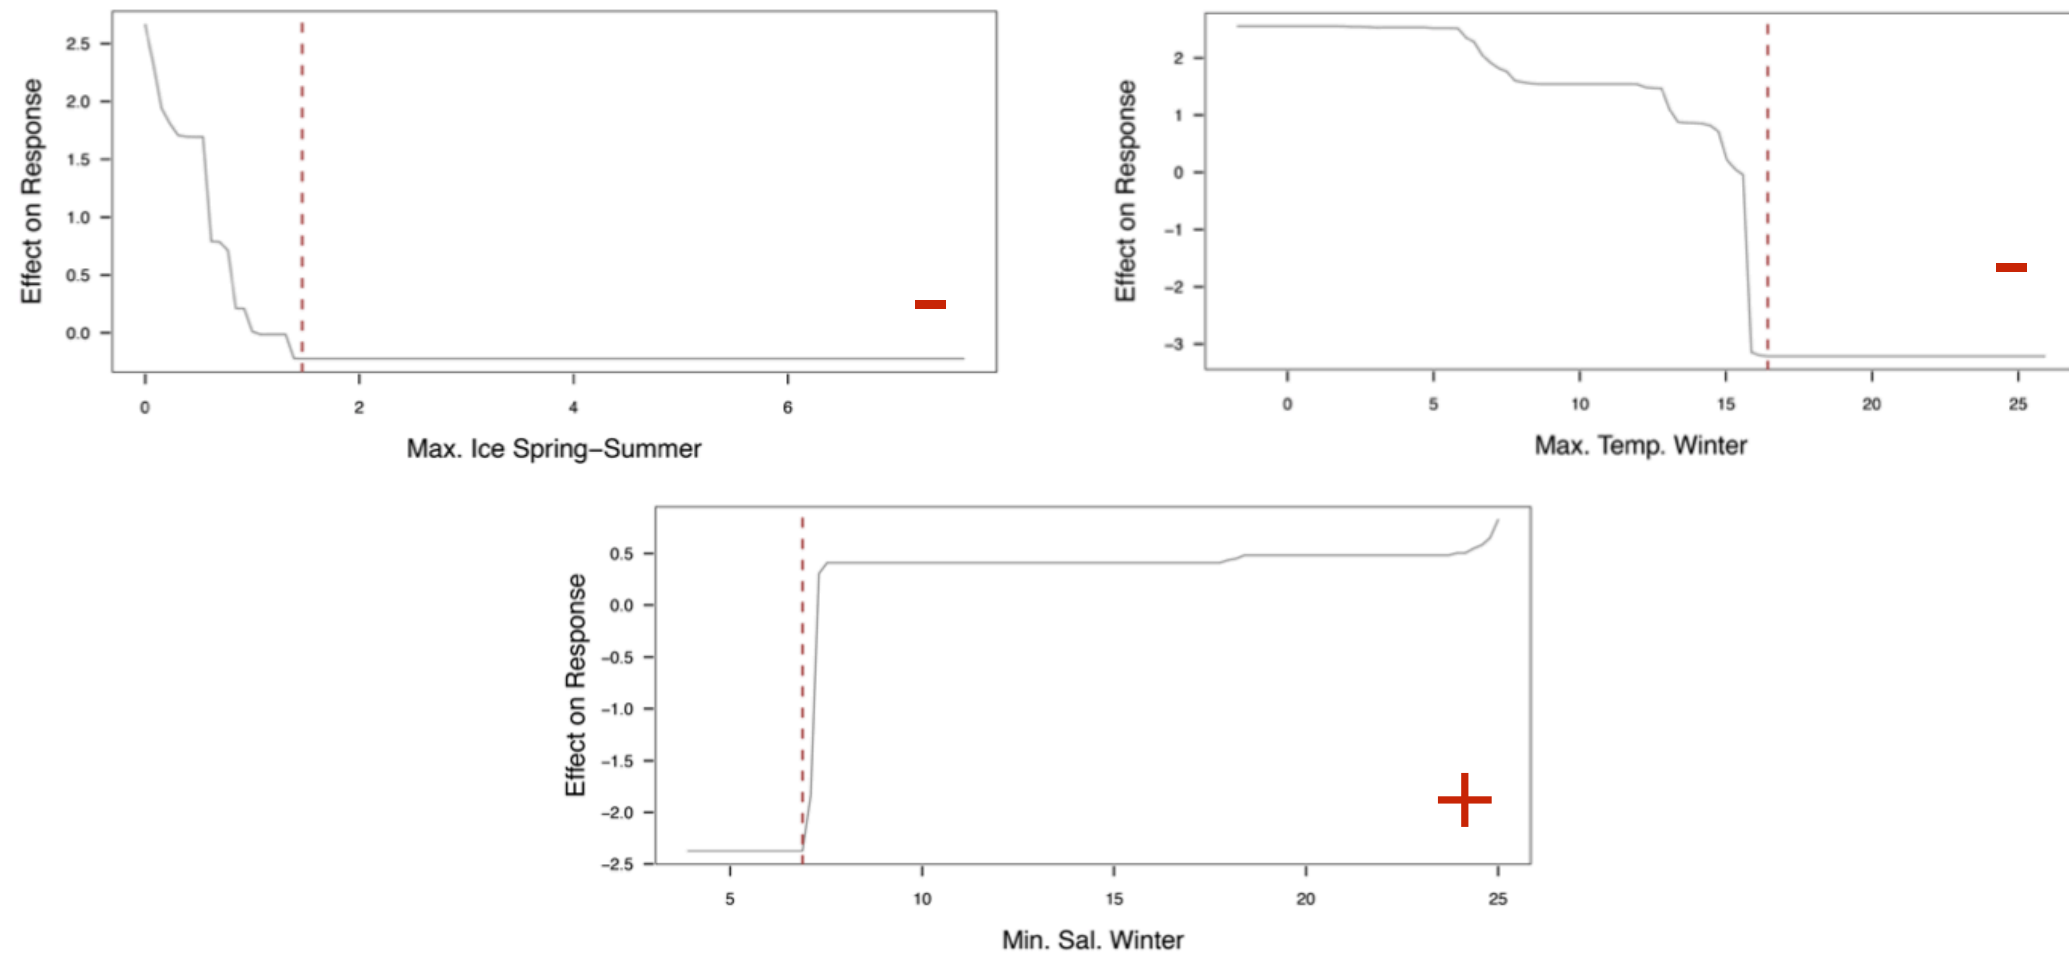 Effect on Response
2.5
2.0
1.5
1.0
0.5
0.0
0 2 4 6
Max. Ice Spring–Summer
Effect on Response
2
1
0
−1
−2
−3
0 5 10 15 20 25
Max. Temp. Winter
Effect on Response
0.5
0.0
−0.5
−1.0
−1.5
−2.0
−2.5
5 10 15 20 25
Min. Sal. Winter